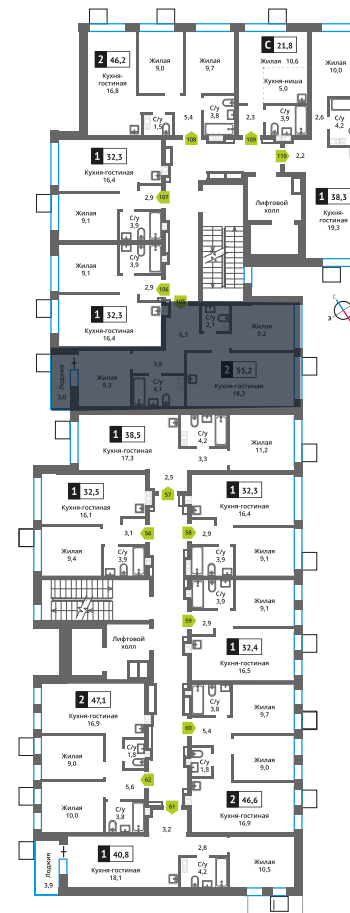 2 46,2
Кухня-
гостиная
16,8
Жилая
9,0
Жилая
9,7
С/у
1,5
5,4
С/у
3,8
108
С 21,8
Жилая 10,6
Кухня-ниша
5,0
2,3
С/у
3,9
109
Жилая
10,0
2,6
С/у
4,2
110
2,2
1 32,3
Кухня-гостиная
16,4
2,9
107
Жилая
9,1
С/у
3,9
Лифтовой
холл
1 38,3
Кухня-
гостиная
19,3
Жилая
9,1
С/у
3,9
2,9
106
1 32,3
Кухня-гостиная
16,4
105
С
З
6,3
С/у
2,1
Жилая
9,2
Лоджия
3,0
Жилая
9,3
3,8
С/у
4,7
2 55,2
Кухня-гостиная
18,3
1 38,5
Кухня-гостиная
17,3
С/у
4,2
3,3
Жилая
11,2
2,5
57
1 32,5
Кухня-гостиная
16,1
1 32,3
Кухня-гостиная
16,4
3,1
56
58
2,9
Жилая
9,4
С/у
3,9
С/у
3,9
Жилая
9,1
С/у
3,9
Жилая
9,1
59
2,9
Лифтовой
холл
1 32,4
Кухня-гостиная
16,5
2 47,1
Кухня-гостиная
16,9
С/у
3,8
Жилая
9,7
60
5,4
Жилая
9,0
С/у
1,8
С/у
1,8
Жилая
9,0
62
5,6
Жилая
10,0
С/у
3,8
61
2 46,6
Кухня-гостиная
16,9
3,2
Лоджия
3,9
1 40,8
Кухня-гостиная
18,1
2,8
С/у
4,2
Жилая
10,5